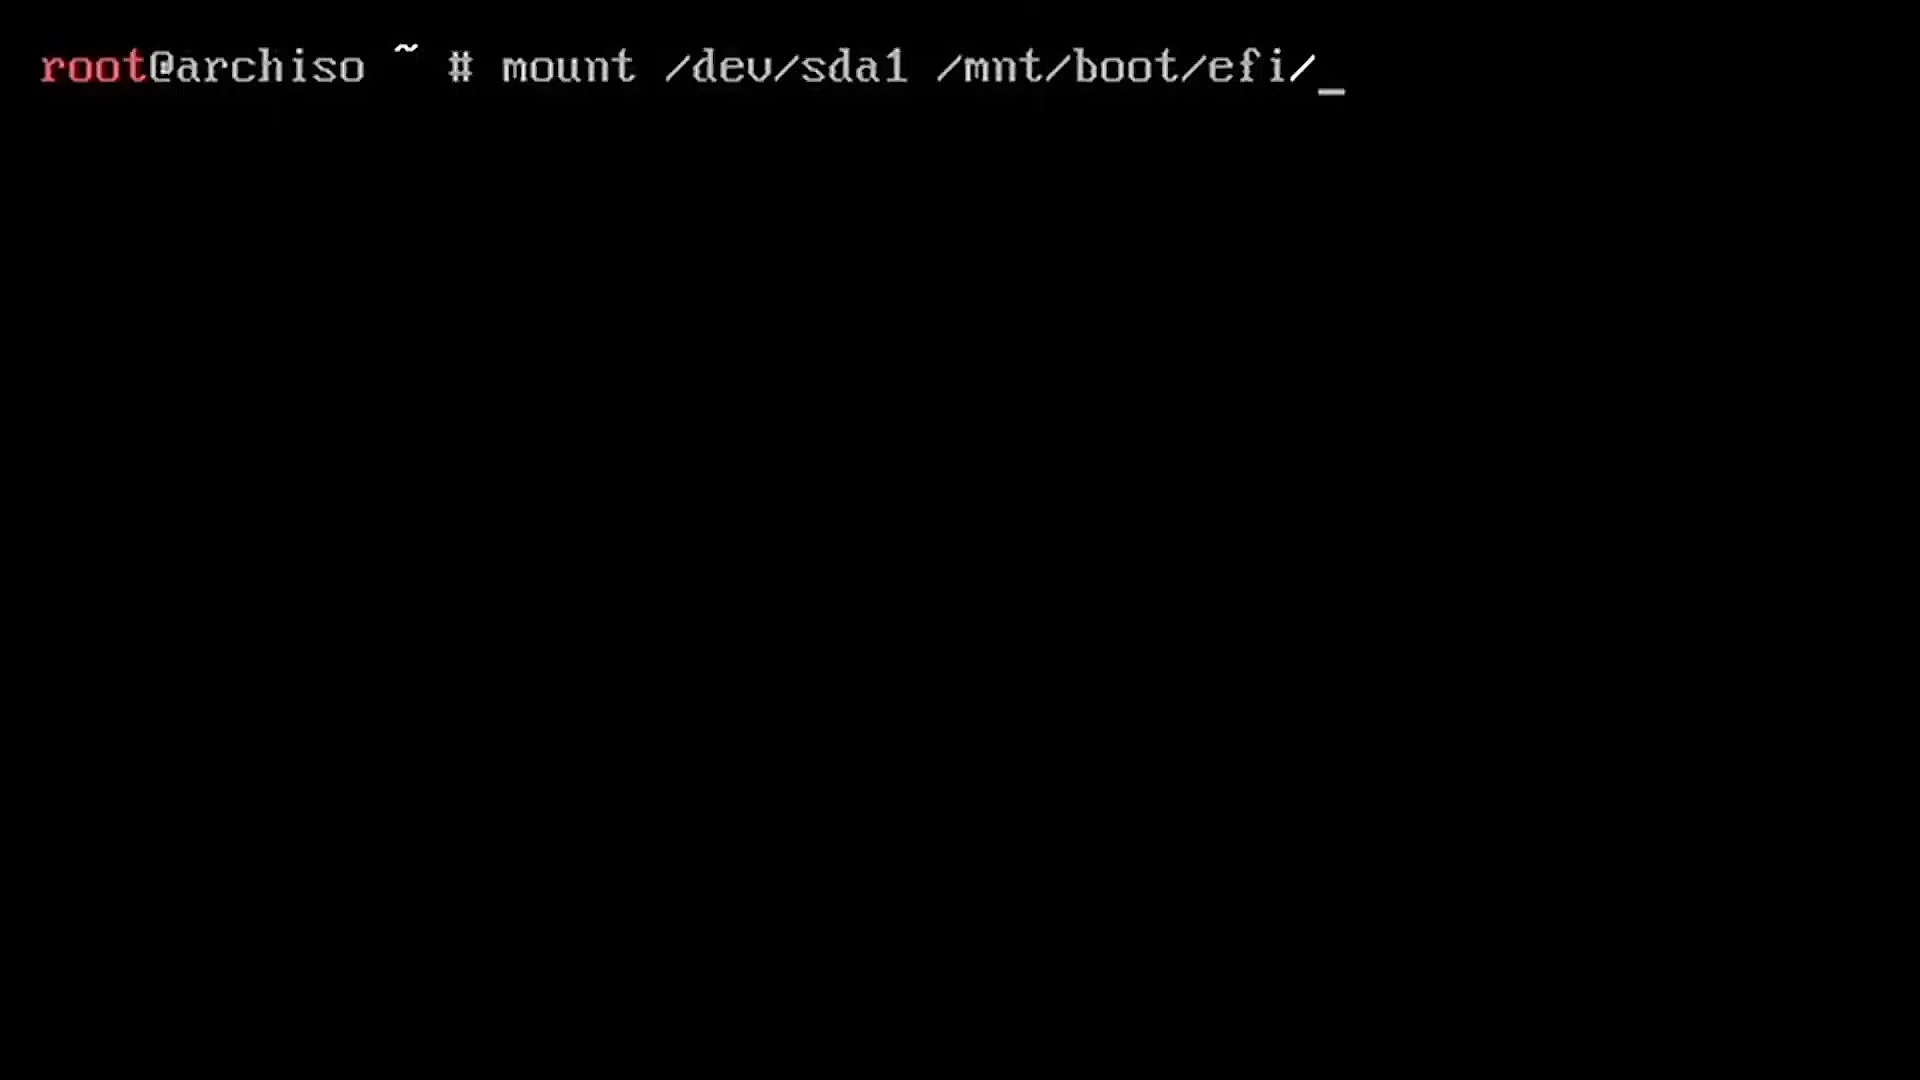 root@archiso ~ # mount /dev/sda1 /mnt/boot/efi/_